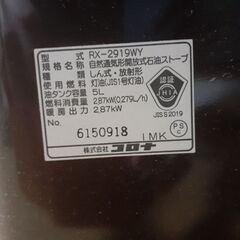 型 式 RX-2919WY
規格名称 自然通気形開放式石油ストーブ
種 類 しん式・放射形
使用燃料 灯油(JIS1号灯油)
油タンク容量 5L
燃料消費量 2.87kW(0.279L/h)
暖房出力 2.87kW
認証
JHIA
JIS S 2019
No. 6150918
1MK
PSC
株式会社 コロナ